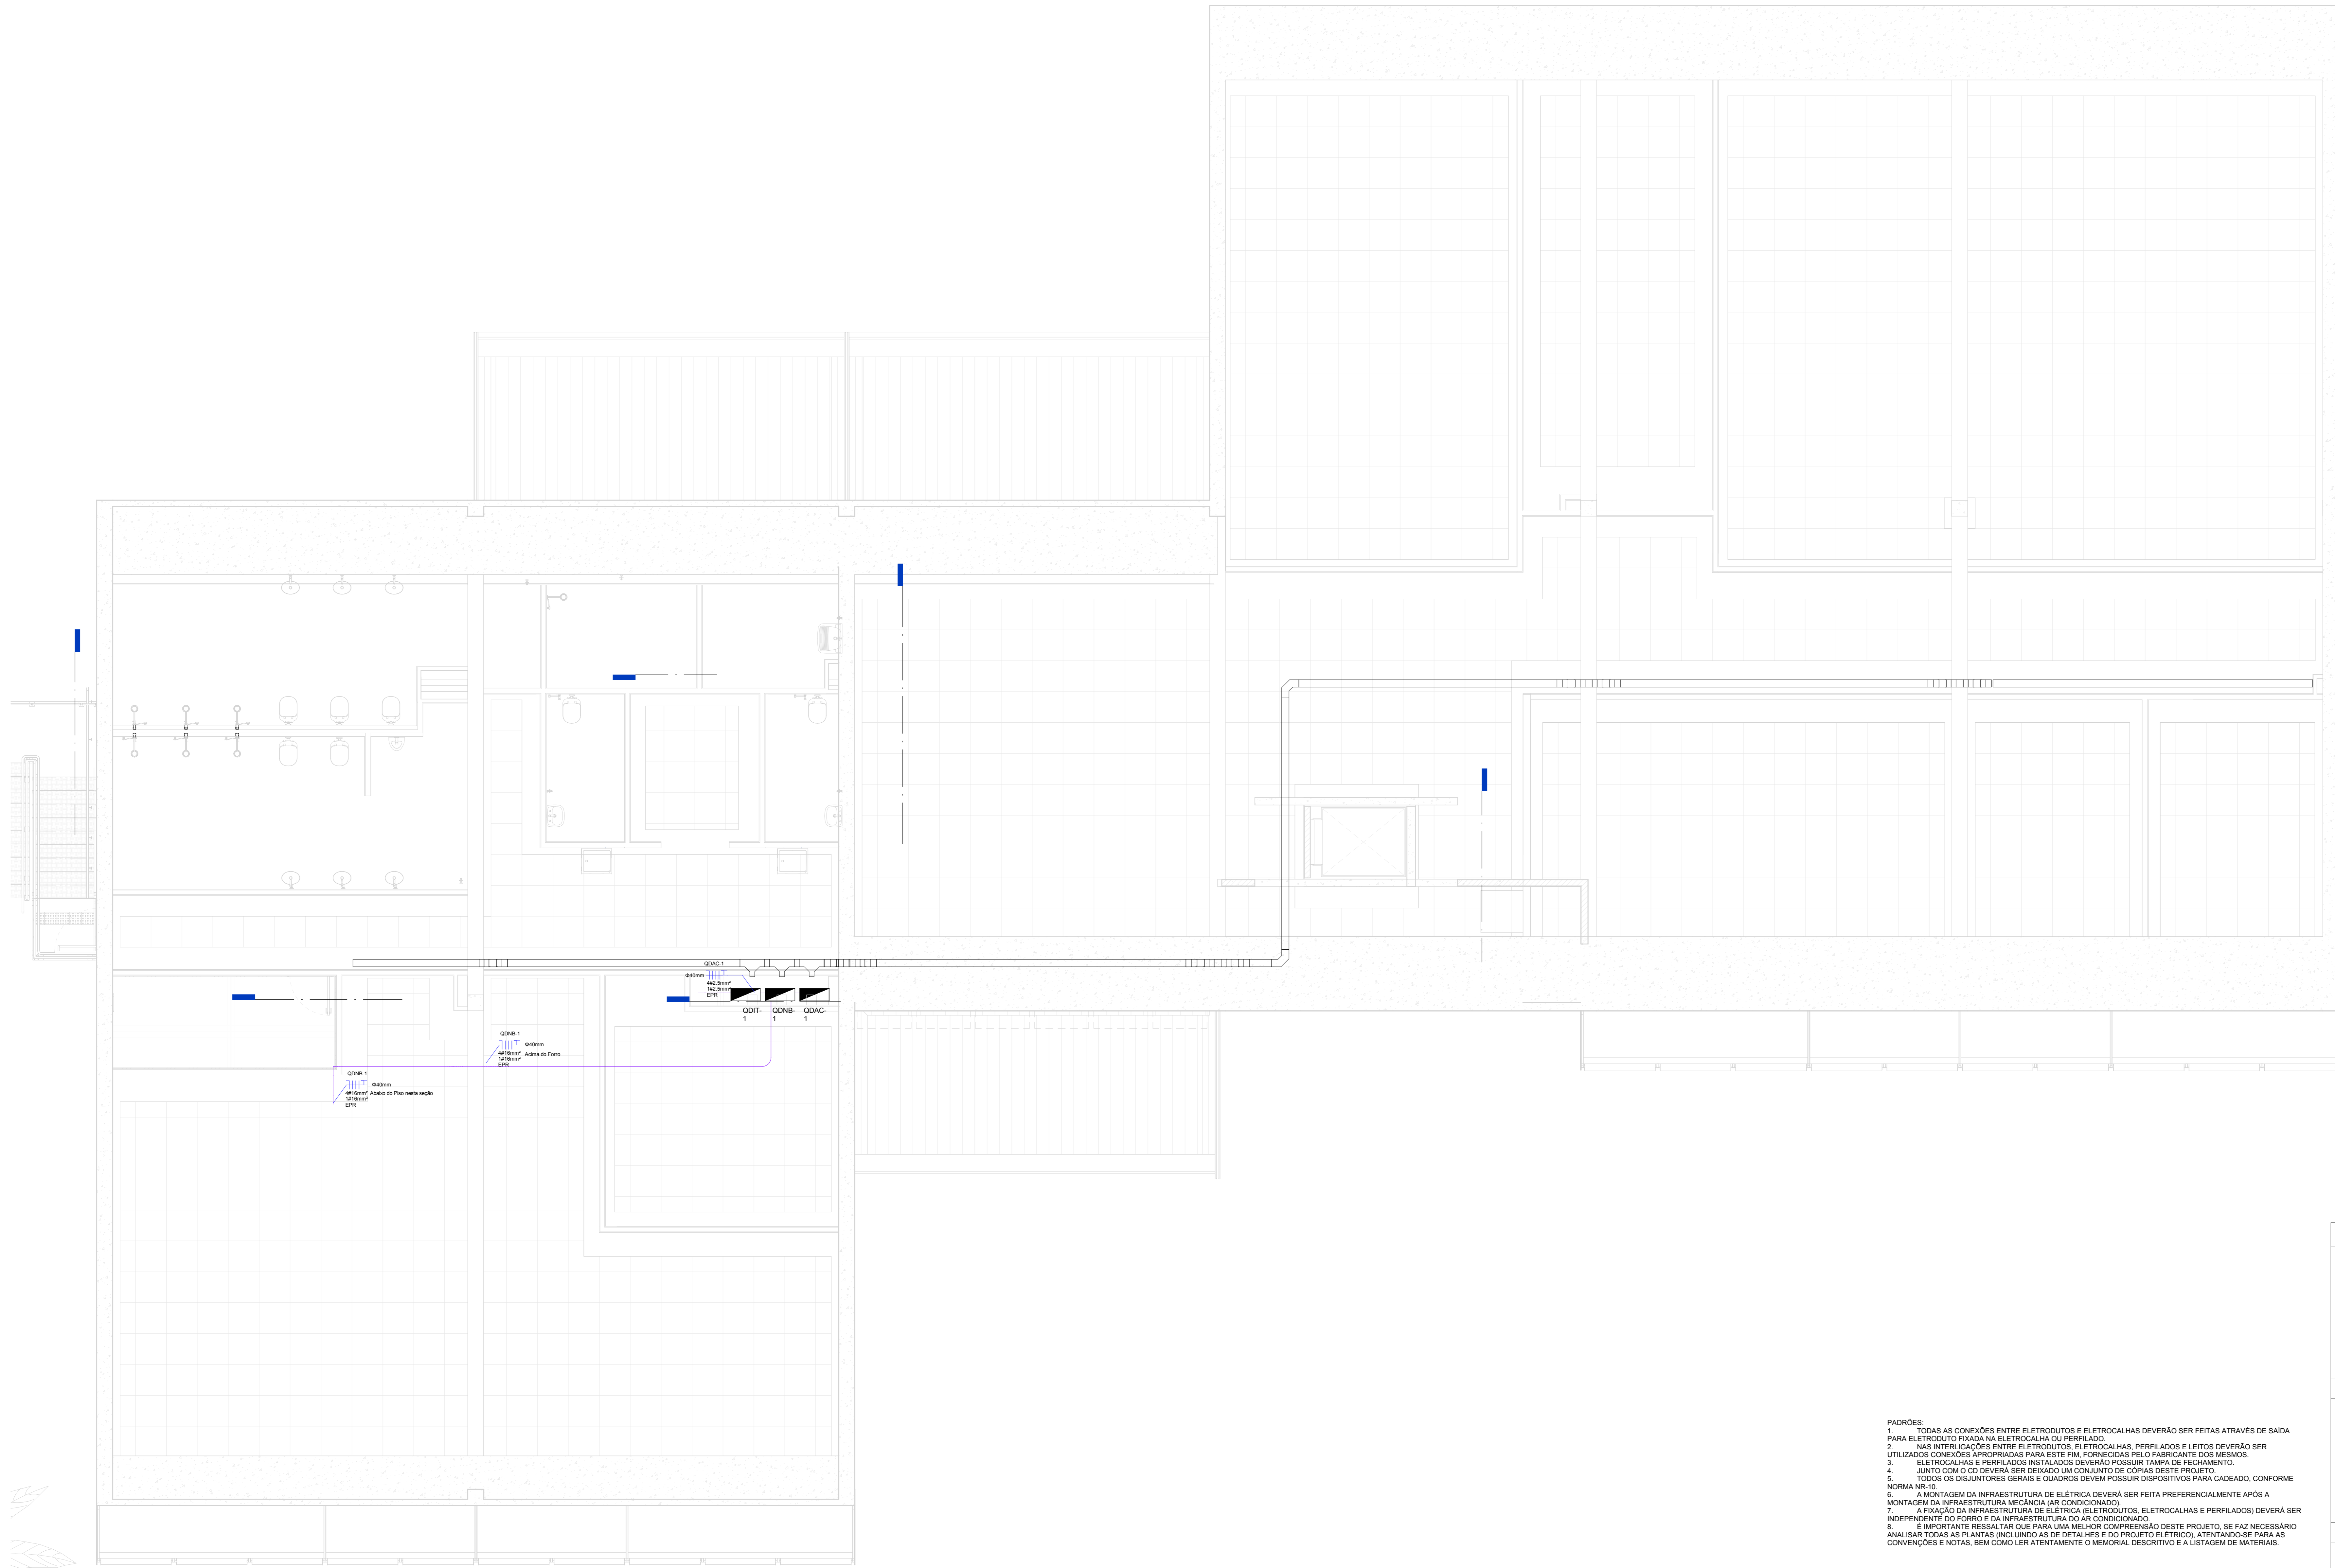 QDAC-1
Φ40mm
4#2.5mm²
1#2.5mm²
EPR
QDIT-
1
QDNB-
1
QDAC-
1
QDNB-1
Φ40mm
4#16mm² Acima do Forro
1#16mm²
EPR
QDNB-1
Φ40mm
4#16mm² Abaixo do Piso nesta seção
1#16mm²
EPR
PADRÕES:
1. TODAS AS CONEXÕES ENTRE ELETRODUTOS E ELETROCALHAS DEVERÃO SER FEITAS ATRAVÉS DE SAÍDA
PARA ELETRODUTO FIXADA NA ELETROCALHA OU PERFILADO.
2. NAS INTERLIGAÇÕES ENTRE ELETRODUTOS, ELETROCALHAS, PERFILADOS E LEITOS DEVERÃO SER
UTILIZADOS CONEXÕES APROPRIADAS PARA ESTE FIM, FORNECIDAS PELO FABRICANTE DOS MESMOS.
3. ELETROCALHAS E PERFILADOS INSTALADOS DEVERÃO POSSUIR TAMPA DE FECHAMENTO.
4. JUNTO COM O CD DEVERÁ SER DEIXADO UM CONJUNTO DE CÓPIAS DESTE PROJETO.
5. TODOS OS DISJUNTORES GERAIS E QUADROS DEVEM POSSUIR DISPOSITIVOS PARA CADEADO, CONFORME
NORMA NR-10.
6. A MONTAGEM DA INFRAESTRUTURA DE ELÉTRICA DEVERÁ SER FEITA PREFERENCIALMENTE APÓS A
MONTAGEM DA INFRAESTRUTURA MECÂNCIA (AR CONDICIONADO).
7. A FIXAÇÃO DA INFRAESTRUTURA DE ELÉTRICA (ELETRODUTOS, ELETROCALHAS E PERFILADOS) DEVERÁ SER
INDEPENDENTE DO FORRO E DA INFRAESTRUTURA DO AR CONDICIONADO.
8. É IMPORTANTE RESSALTAR QUE PARA UMA MELHOR COMPREENSÃO DESTE PROJETO, SE FAZ NECESSÁRIO
ANALISAR TODAS AS PLANTAS (INCLUINDO AS DE DETALHES E DO PROJETO ELÉTRICO), ATENTANDO-SE PARA AS
CONVENÇÕES E NOTAS, BEM COMO LER ATENTAMENTE O MEMORIAL DESCRITIVO E A LISTAGEM DE MATERIAIS.